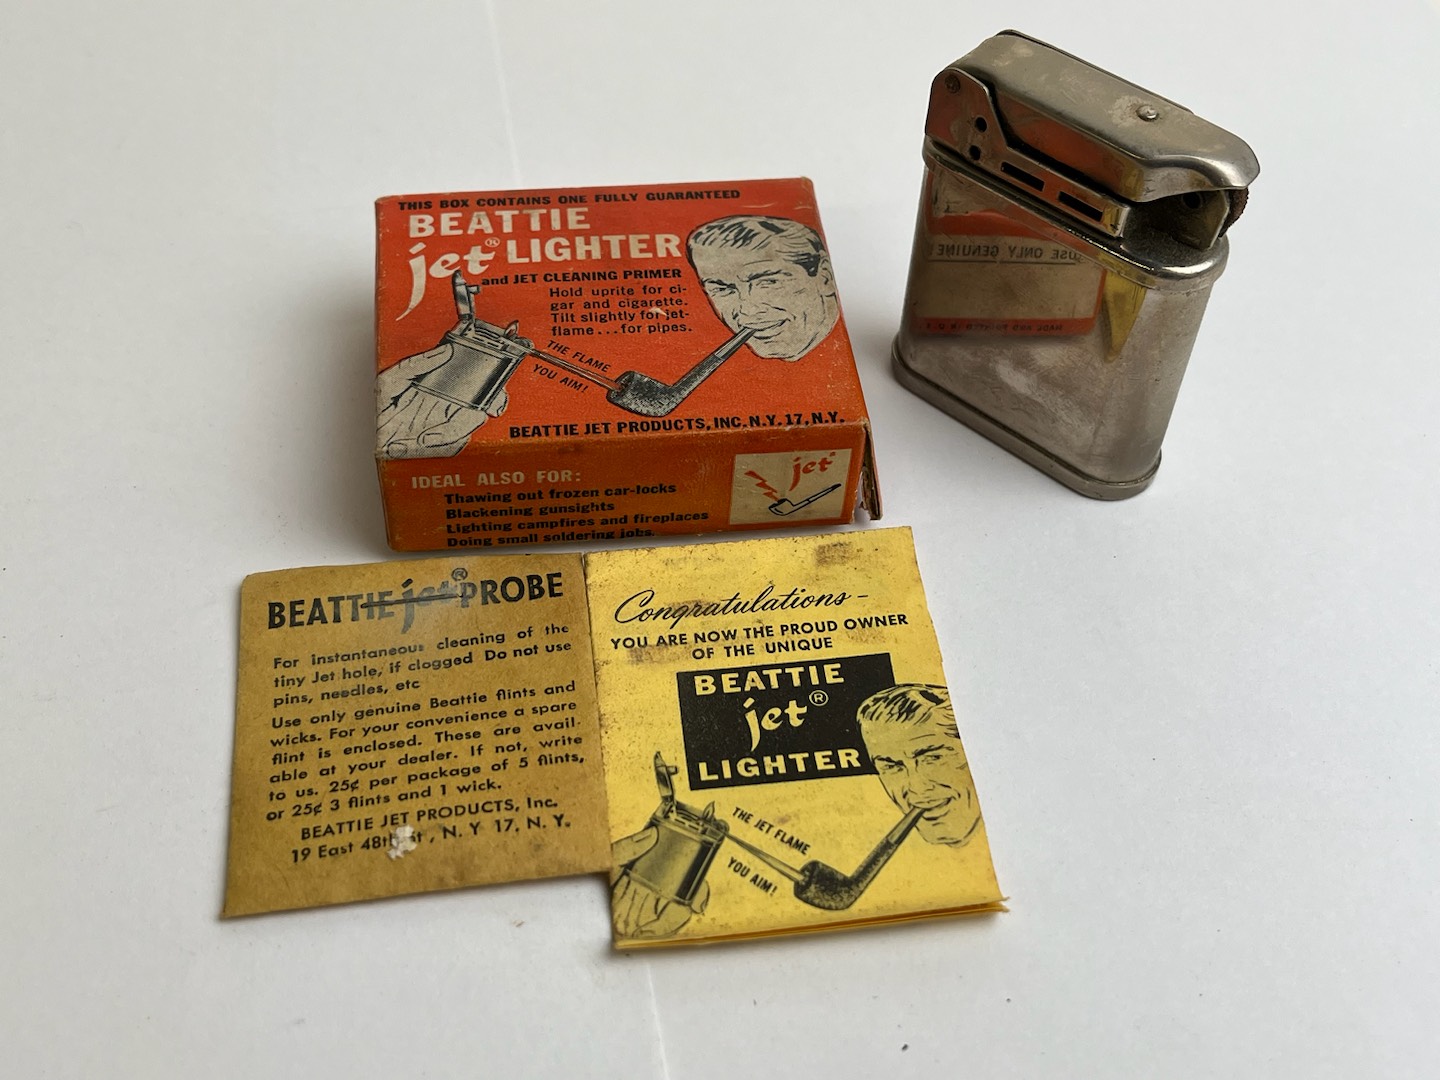 THIS BOX CONTAINS ONE FULLY GUARANTEED
BEATTIE
jet® LIGHTER
and JET CLEANING PRIMER
Hold uprite for ci-
gar and cigarette.
Tilt slightly for jet-
flame...for pipes.
THE FLAME
YOU AIM!
BEATTIE JET PRODUCTS, INC. N.Y. 17, N.Y.
IDEAL ALSO FOR:
Thawing out frozen car-locks
Blackening gunsights
Lighting campfires and fireplaces
Doing small soldering jobs.
jet®
USE ONLY GENUINE
MADE AND
BEATTIE jet® PROBE
For instantaneous cleaning of the
tiny Jet hole, if clogged Do not use
pins, needles, etc
Use only genuine Beattie flints and
wicks. For your convenience a spare
flint is enclosed. These are avail-
able at your dealer. If not, write
to us. 25¢ per package of 5 flints,
or 25¢ 3 flints and 1 wick.
BEATTIE JET PRODUCTS, Inc.
19 East 48th St., N. Y 17, N. Y.
Congratulations -
YOU ARE NOW THE PROUD OWNER
OF THE UNIQUE
BEATTIE
jet®
LIGHTER
THE JET FLAME
YOU AIM!